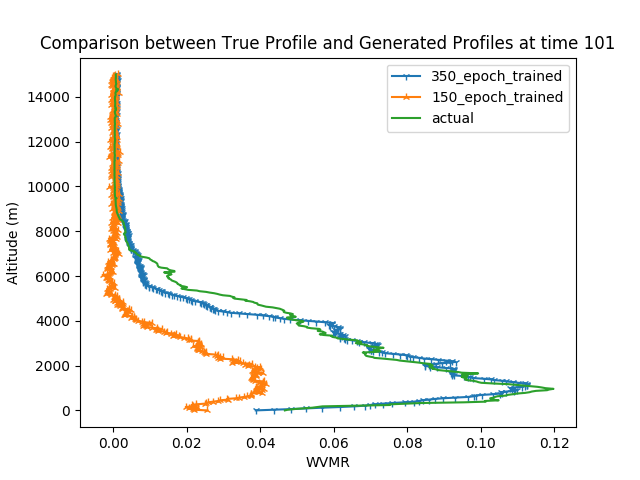 Comparison between True Profile and Generated Profiles at time 101
350_epoch_trained
150_epoch_trained
actual
14000
12000
10000
8000
6000
4000
2000
0
Altitude (m)
0.00 0.02 0.04 0.06 0.08 0.10 0.12
WVMR